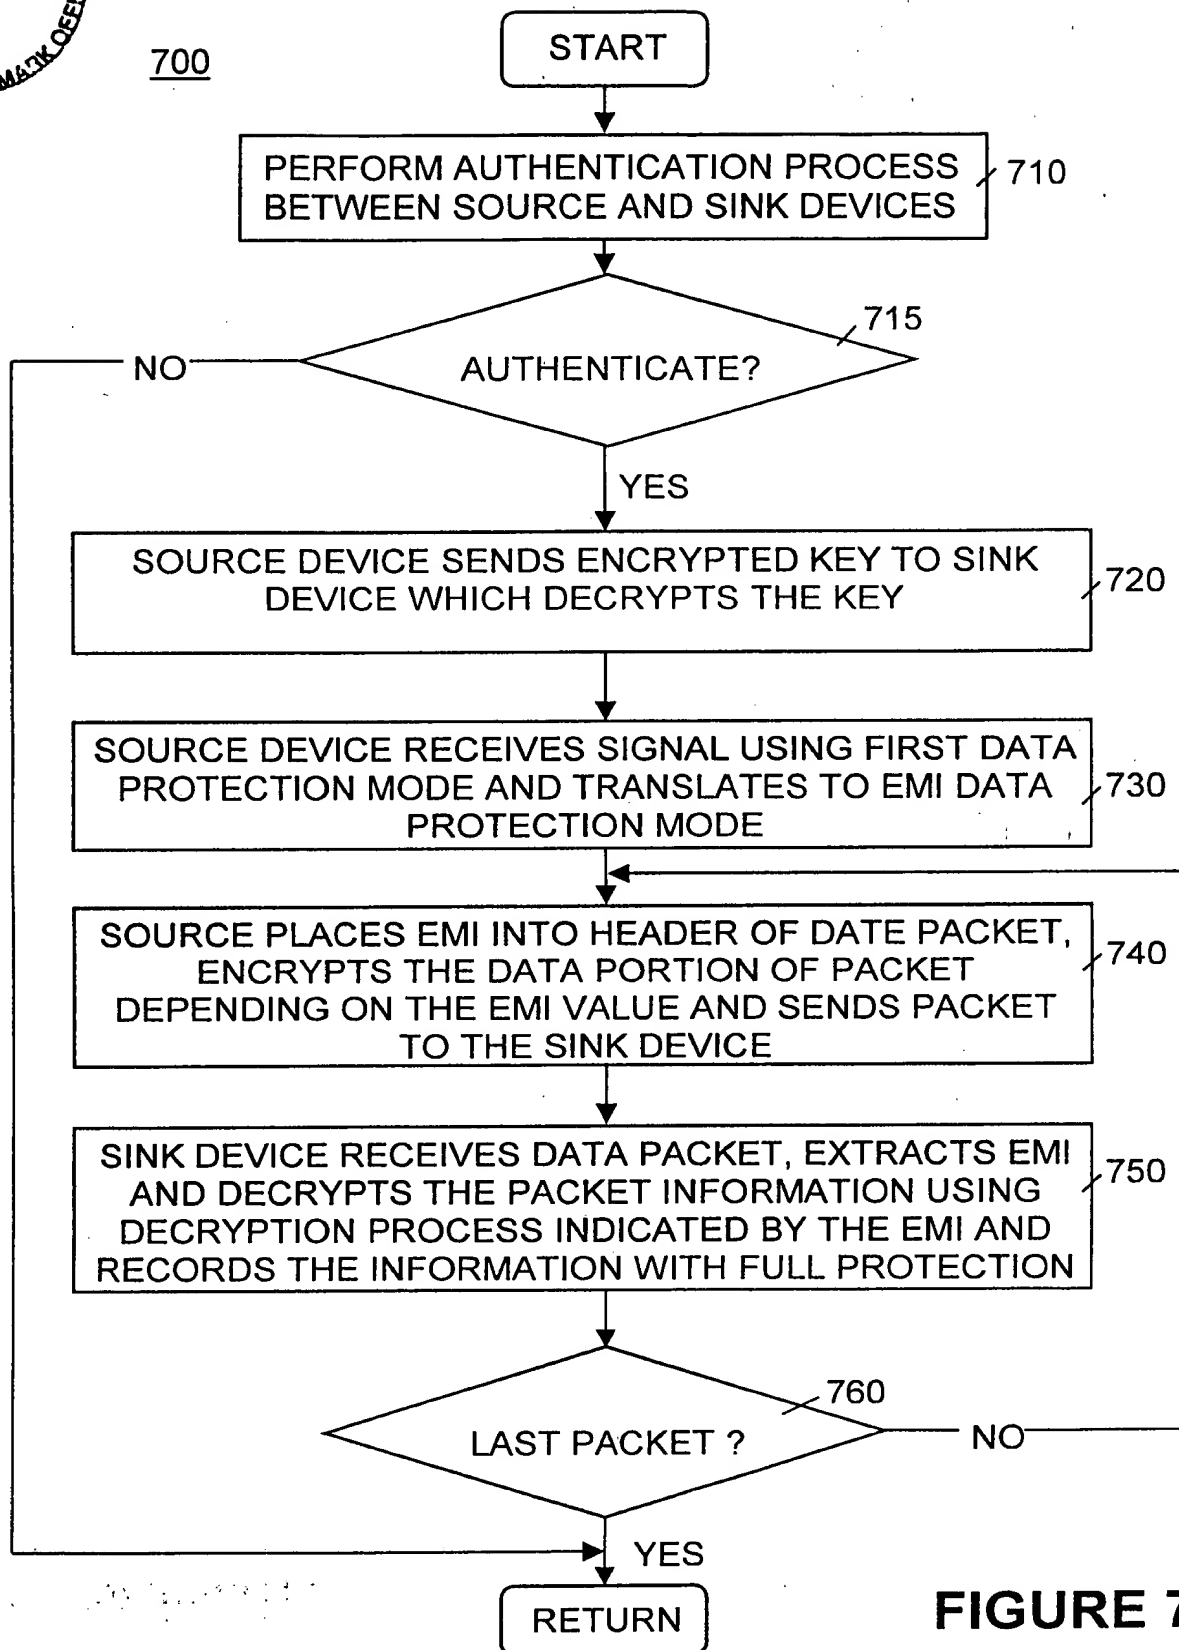 MARK OFFI
700
START
PERFORM AUTHENTICATION PROCESS
BETWEEN SOURCE AND SINK DEVICES
710
715
NO
AUTHENTICATE?
YES
SOURCE DEVICE SENDS ENCRYPTED KEY TO SINK
DEVICE WHICH DECRYPTS THE KEY
720
SOURCE DEVICE RECEIVES SIGNAL USING FIRST DATA
PROTECTION MODE AND TRANSLATES TO EMI DATA
PROTECTION MODE
730
SOURCE PLACES EMI INTO HEADER OF DATE PACKET,
ENCRYPTS THE DATA PORTION OF PACKET
DEPENDING ON THE EMI VALUE AND SENDS PACKET
TO THE SINK DEVICE
740
SINK DEVICE RECEIVES DATA PACKET, EXTRACTS EMI
AND DECRYPTS THE PACKET INFORMATION USING
DECRYPTION PROCESS INDICATED BY THE EMI AND
RECORDS THE INFORMATION WITH FULL PROTECTION
750
760
LAST PACKET ?
NO
YES
RETURN
FIGURE 7